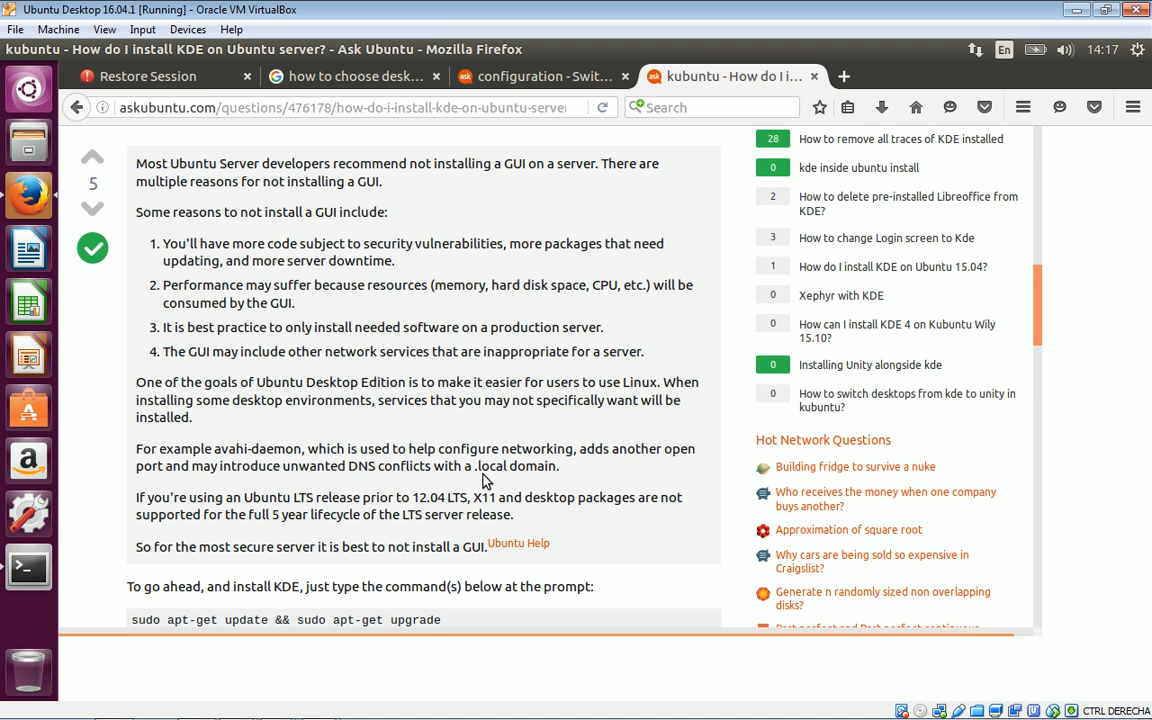 Ubuntu Desktop 16.04.1 [Running] - Oracle VM VirtualBox
File Machine View Input Devices Help
kubuntu - How do I install KDE on Ubuntu server? - Ask Ubuntu - Mozilla Firefox
En
14:17
Restore Session
how to choose desk...
configuration - Swit...
kubuntu - How do I i...
askubuntu.com/questions/476178/how-do-i-install-kde-on-ubuntu-server
Search
5
Most Ubuntu Server developers recommend not installing a GUI on a server. There are
multiple reasons for not installing a GUI.
Some reasons to not install a GUI include:
1. You'll have more code subject to security vulnerabilities, more packages that need
updating, and more server downtime.
2. Performance may suffer because resources (memory, hard disk space, CPU, etc.) will be
consumed by the GUI.
3. It is best practice to only install needed software on a production server.
4. The GUI may include other network services that are inappropriate for a server.
One of the goals of Ubuntu Desktop Edition is to make it easier for users to use Linux. When
installing some desktop environments, services that you may not specifically want will be
installed.
For example avahi-daemon, which is used to help configure networking, adds another open
port and may introduce unwanted DNS conflicts with a .local domain.
If you're using an Ubuntu LTS release prior to 12.04 LTS, X11 and desktop packages are not
supported for the full 5 year lifecycle of the LTS server release.
So for the most secure server it is best to not install a GUI. Ubuntu Help
To go ahead, and install KDE, just type the command(s) below at the prompt:
sudo apt-get update && sudo apt-get upgrade
28 How to remove all traces of KDE installed
0 kde inside ubuntu install
2 How to delete pre-installed Libreoffice from
KDE?
3 How to change Login screen to Kde
1 How do I install KDE on Ubuntu 15.04?
0 Xephyr with KDE
0 How can I install KDE 4 on Kubuntu Wily
15.10?
0 Installing Unity alongside kde
0 How to switch desktops from kde to unity in
kubuntu?
Hot Network Questions
Building fridge to survive a nuke
Who receives the money when one company
buys another?
Approximation of square root
Why cars are being sold so expensive in
Craigslist?
Generate n randomly sized non overlapping
disks?
CTRL DERECHA